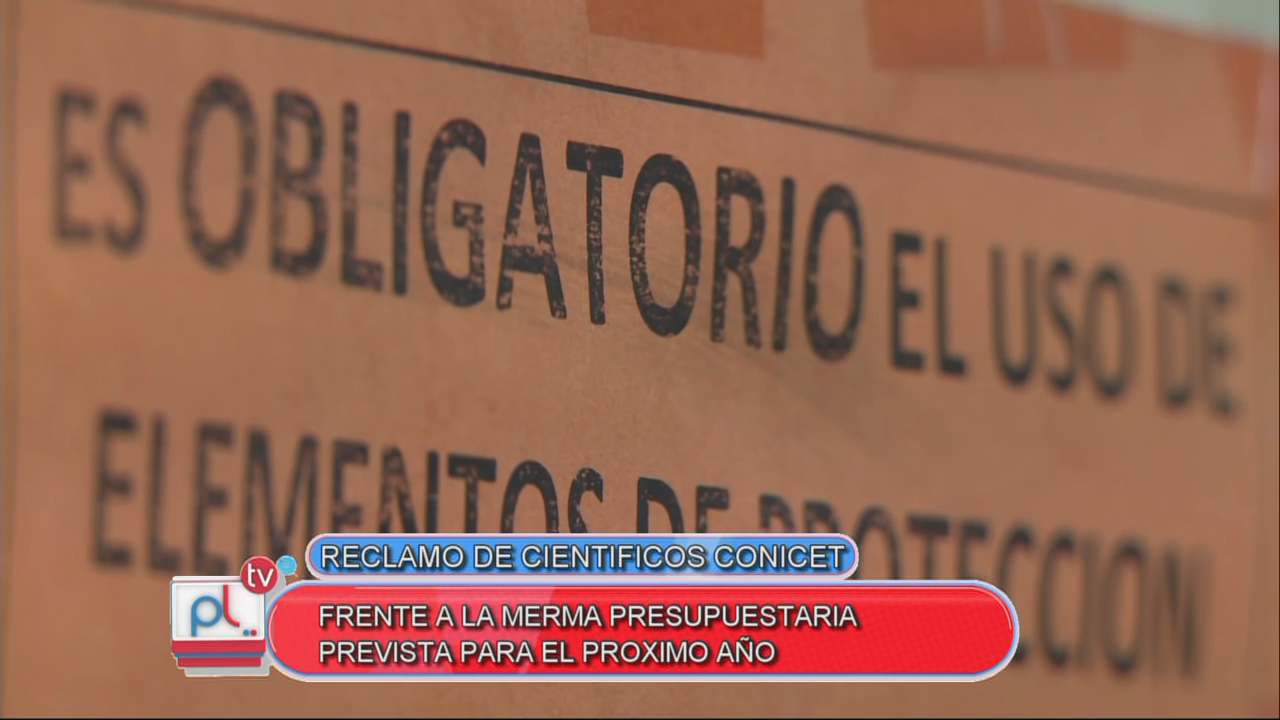 ES OBLIGATORIO EL USO DE
ELEMENTOS DE PROTECCION
RECLAMO DE CIENTIFICOS CONICET
tv
pl..
FRENTE A LA MERMA PRESUPUESTARIA
PREVISTA PARA EL PROXIMO AÑO